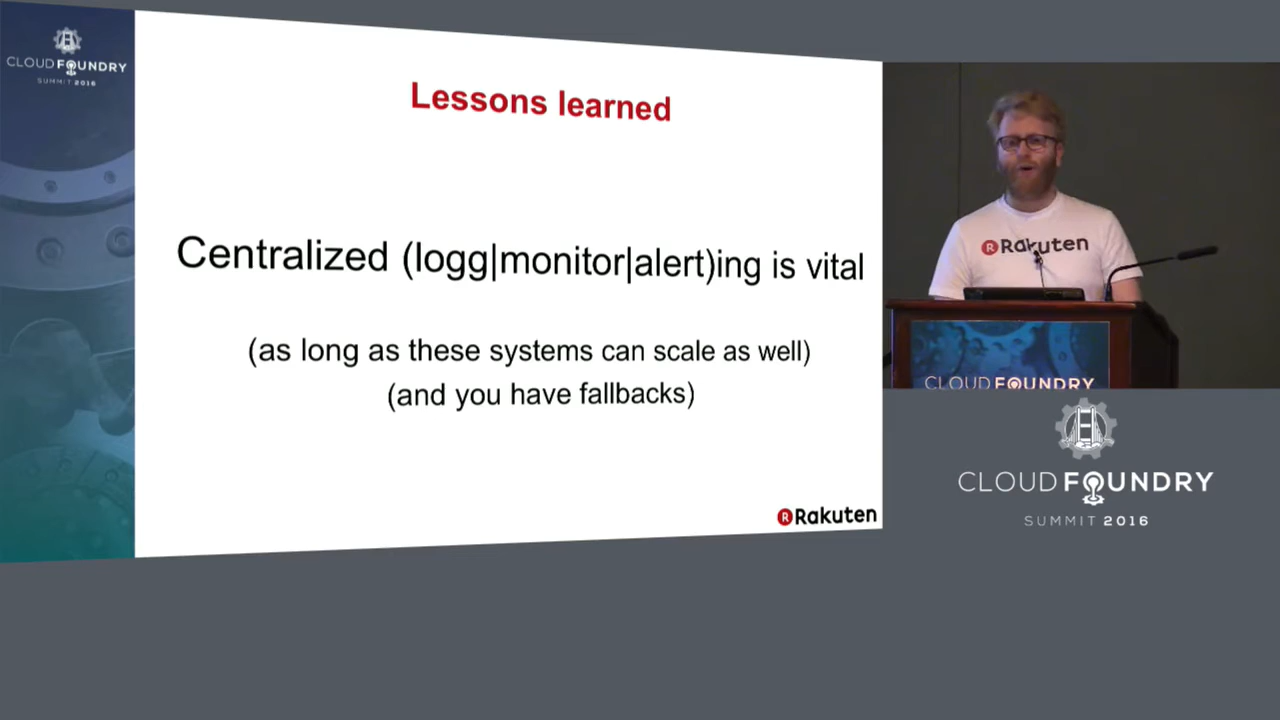 CLOUD FOUNDRY
SUMMIT 2016
Lessons learned
Centralized (logg|monitor|alert)ing is vital
(as long as these systems can scale as well)
(and you have fallbacks)
R Rakuten
R Rakuten
CLOUD FOUNDRY
CLOUD FOUNDRY
SUMMIT 2016